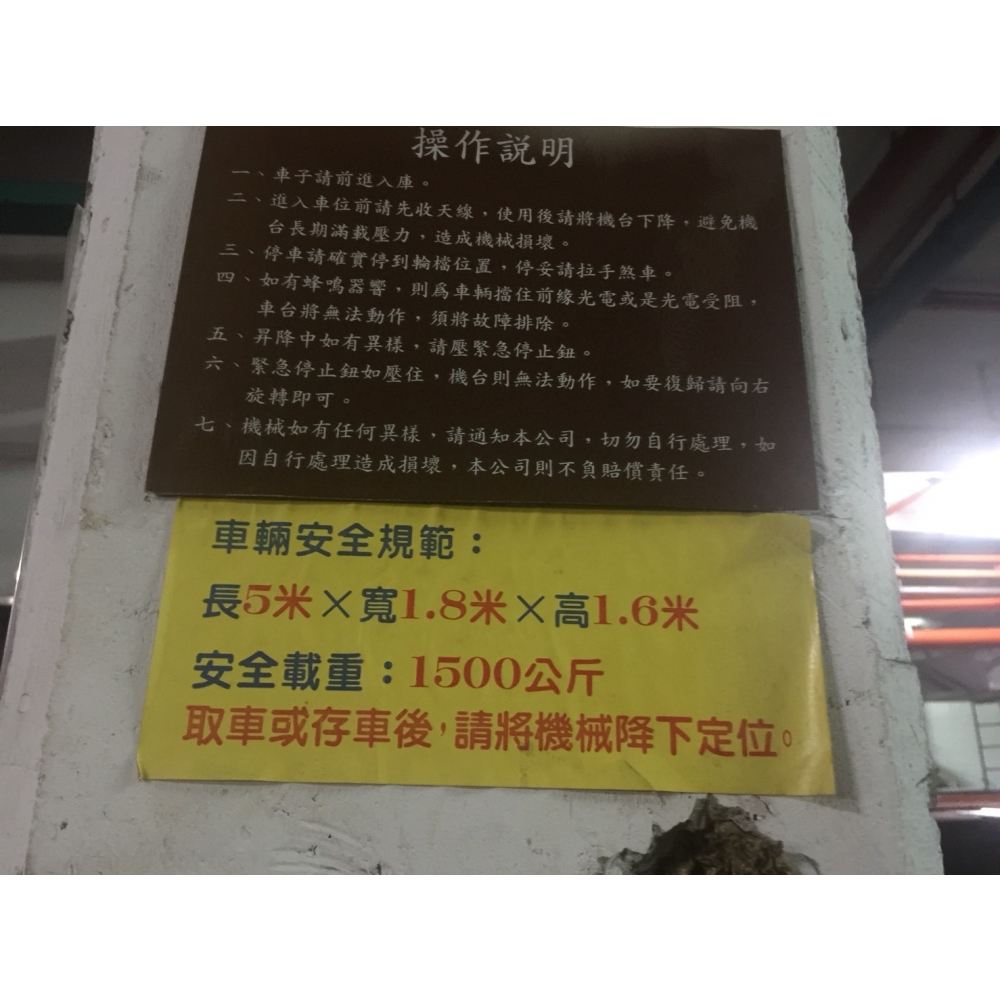 操作説明
一、車子請前進入庫。
二、進入車位前請先收天線，使用後請將機台下降，避免機
台長期滿載壓力，造成機械損壞。
三、停車請確實停到輪檔位置，停妥請拉手煞車。
四、如有蜂鳴器響，則為車輛擋住前緣光電或是光電受阻，
車台將無法動作，須將故障排除。
五、昇降中如有異樣，請壓緊急停止鈕。
六、緊急停止鈕如壓住，機台則無法動作，如要復歸請向右
旋轉即可。
七、機械如有任何異樣，請通知本公司，切勿自行處理，如
因自行處理造成損壞，本公司則不負賠償責任。
車輛安全規範：
長5米×寬1.8米×高1.6米
安全載重：1500公斤
取車或存車後，請將機械降下定位。